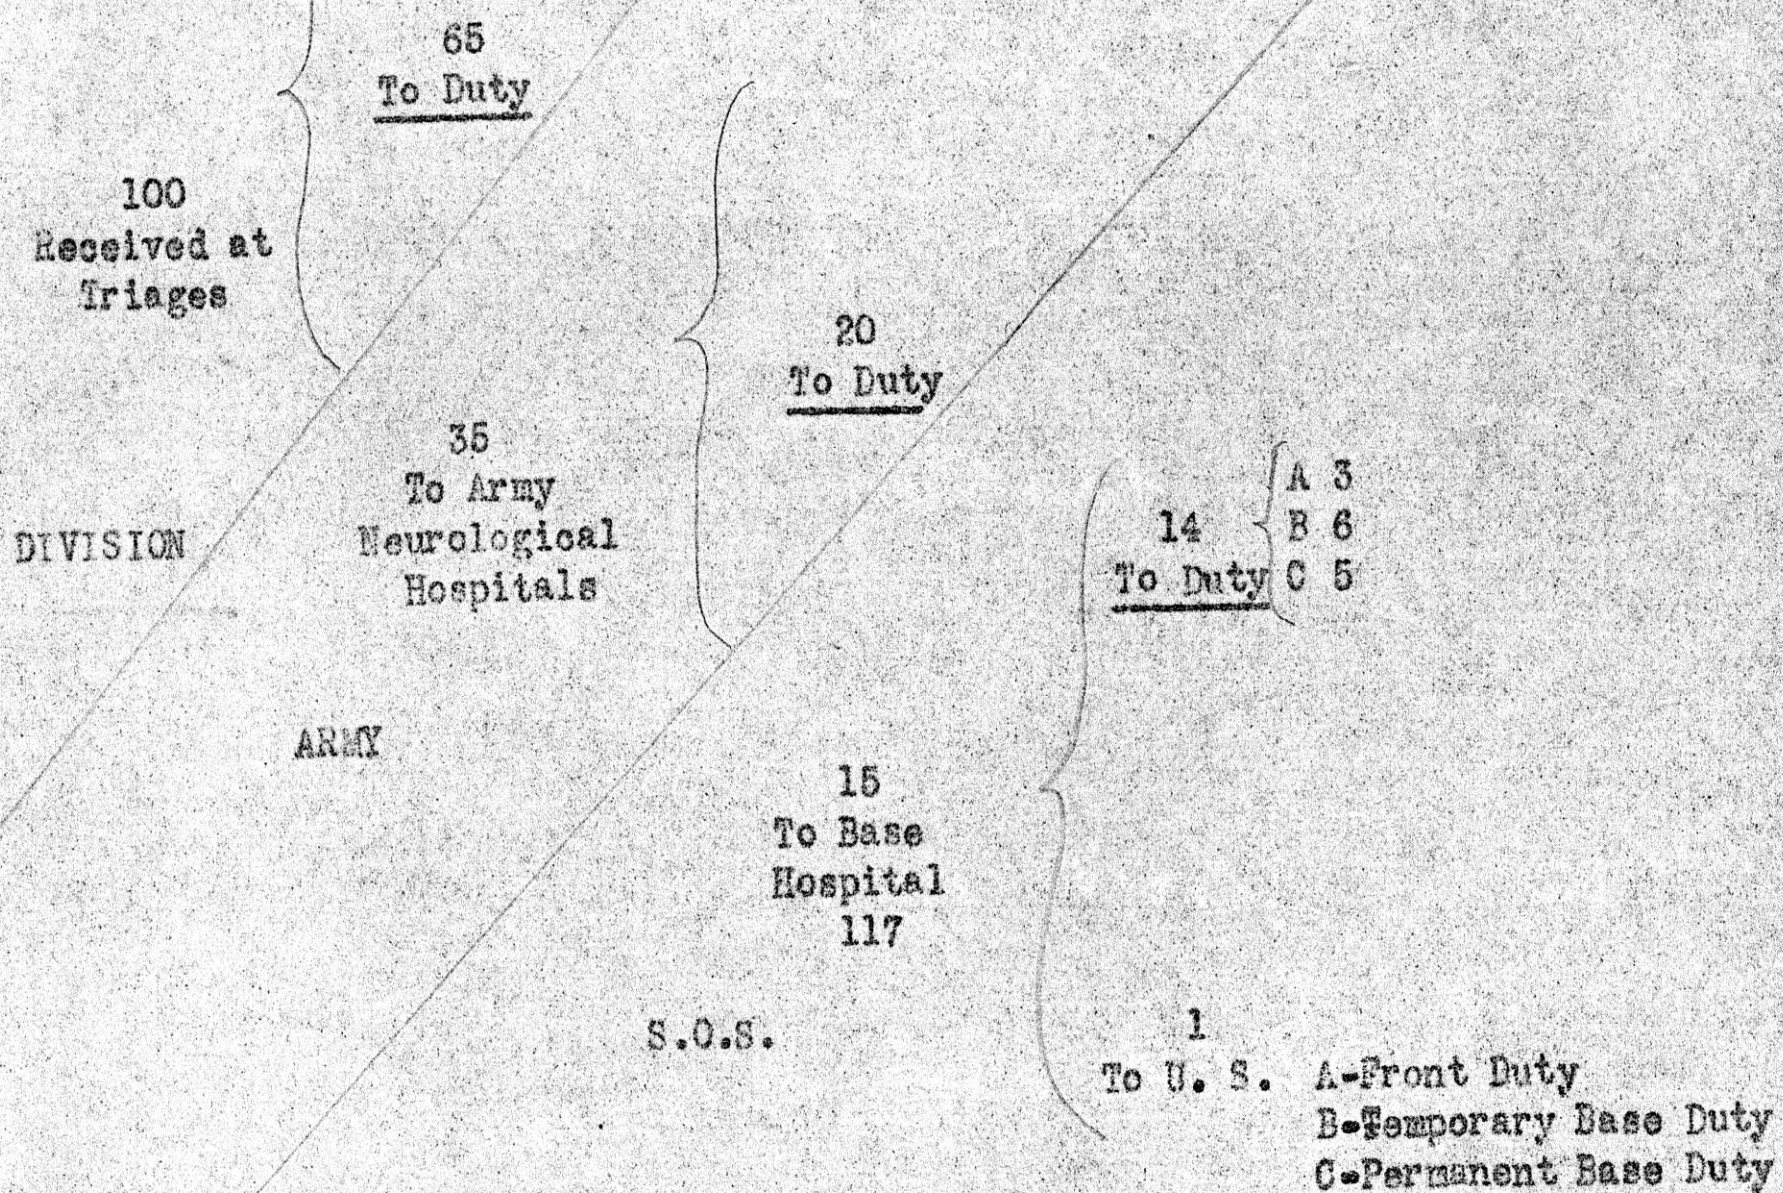 65
To Duty
100
Received at
Triages
20
To Duty
35
To Army
Neurological
Hospitals
DIVISION
A 3
14 B 6
To Duty C 5
ARMY
15
To Base
Hospital
117
S.O.S.
1
To U. S. A-Front Duty
B-Temporary Base Duty
C-Permanent Base Duty